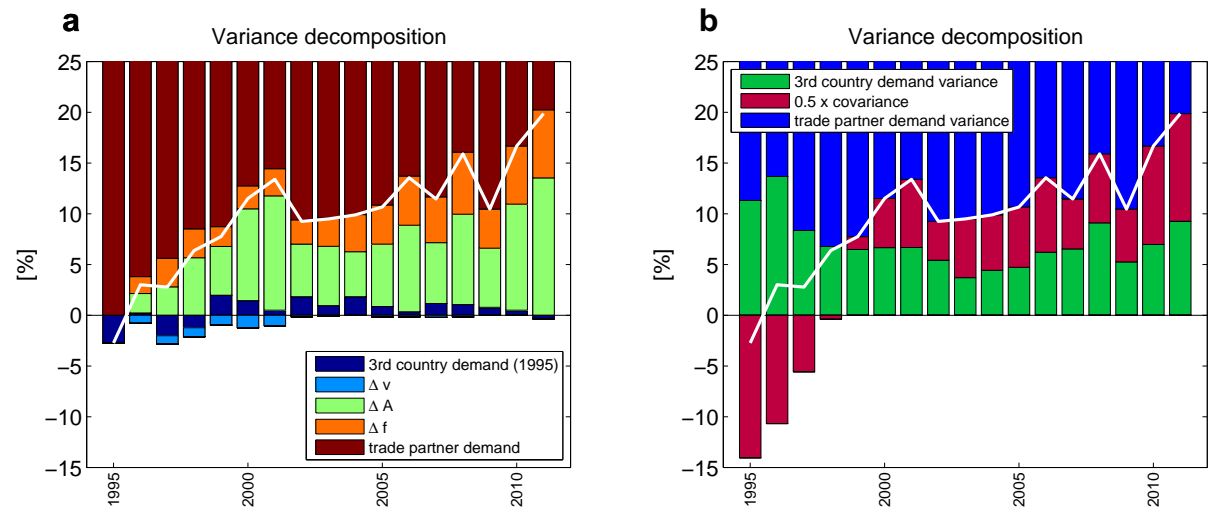 a
Variance decomposition
25
20
15
10
5
0
−5
−10
−15
[%]
3rd country demand (1995)
Δ v
Δ A
Δ f
trade partner demand
1995
2000
2005
2010
b
Variance decomposition
25
20
15
10
5
0
−5
−10
−15
[%]
3rd country demand variance
0.5 x covariance
trade partner demand variance
1995
2000
2005
2010